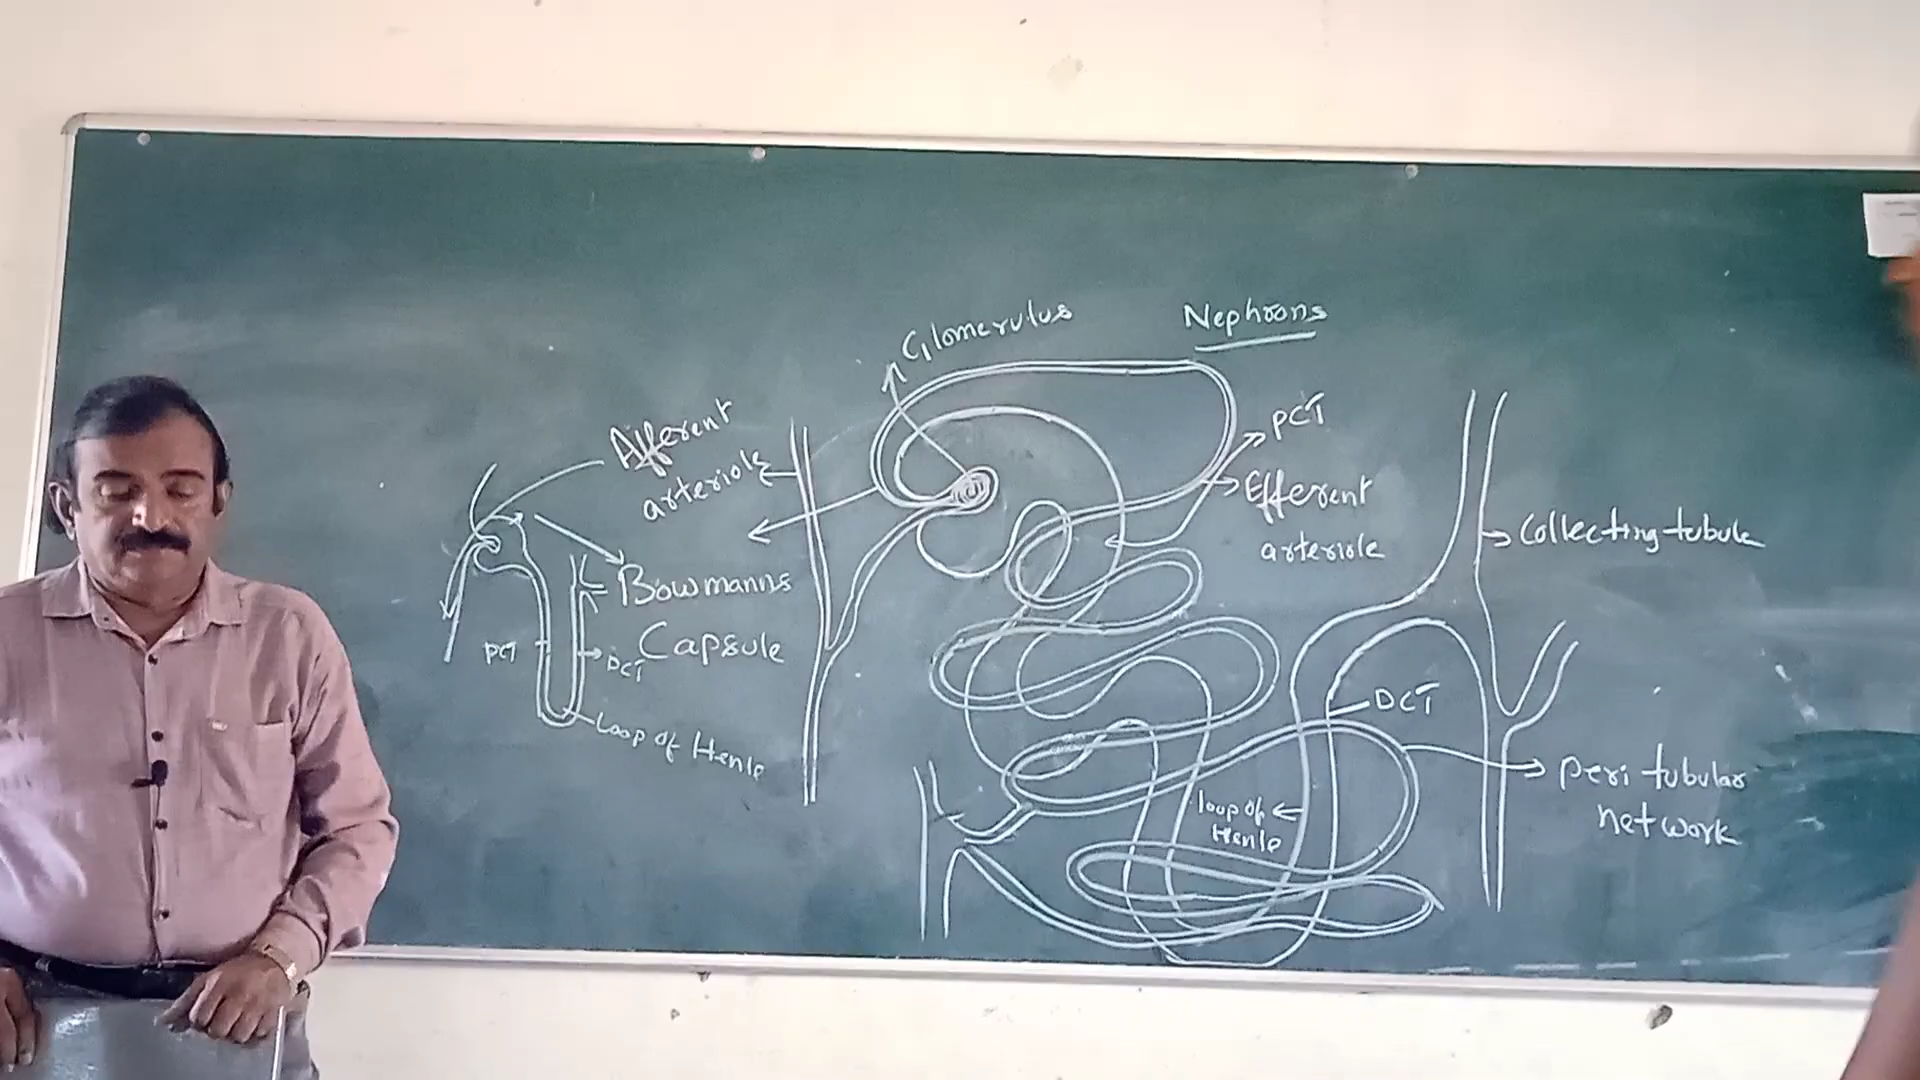 Nephrons
Glomerulus
Afferent
arteriole
PCT
Efferent
arteriole
Collecting tubule
Bowmanns
Capsule
PCT
DCT
Loop of Henle
DCT
Peri tubular
network
loop of
Henle